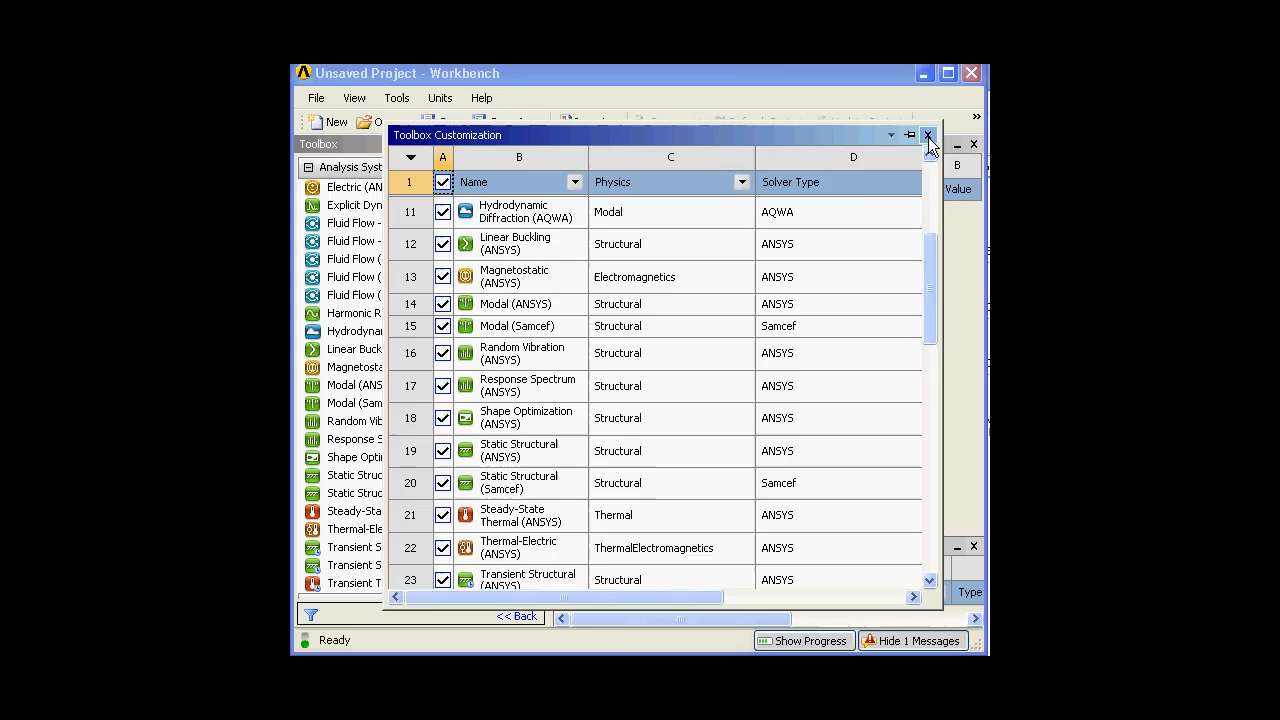 Unsaved Project - Workbench
File View Tools Units Help
New
Toolbox
Toolbox Customization
A B C D
B
Analysis Syst
1 Name Physics Solver Type
Value
Electric (AN
Explicit Dyn
Fluid Flow -
Fluid Flow -
Fluid Flow (
Fluid Flow (
Fluid Flow (
Harmonic R
Hydrodynar
Linear Buck
Magnetosta
Modal (ANS
Modal (Sam
Random Vib
Response S
Shape Optir
Static Struc
Static Struc
Steady-Sta
Thermal-Ele
Transient S
Transient S
Transient T
11 Hydrodynamic Diffraction (AQWA) Modal AQWA
12 Linear Buckling (ANSYS) Structural ANSYS
13 Magnetostatic (ANSYS) Electromagnetics ANSYS
14 Modal (ANSYS) Structural ANSYS
15 Modal (Samcef) Structural Samcef
16 Random Vibration (ANSYS) Structural ANSYS
17 Response Spectrum (ANSYS) Structural ANSYS
18 Shape Optimization (ANSYS) Structural ANSYS
19 Static Structural (ANSYS) Structural ANSYS
20 Static Structural (Samcef) Structural Samcef
21 Steady-State Thermal (ANSYS) Thermal ANSYS
22 Thermal-Electric (ANSYS) ThermalElectromagnetics ANSYS
23 Transient Structural (ANSYS) Structural ANSYS
Type
<< Back
Ready
Show Progress Hide 1 Messages